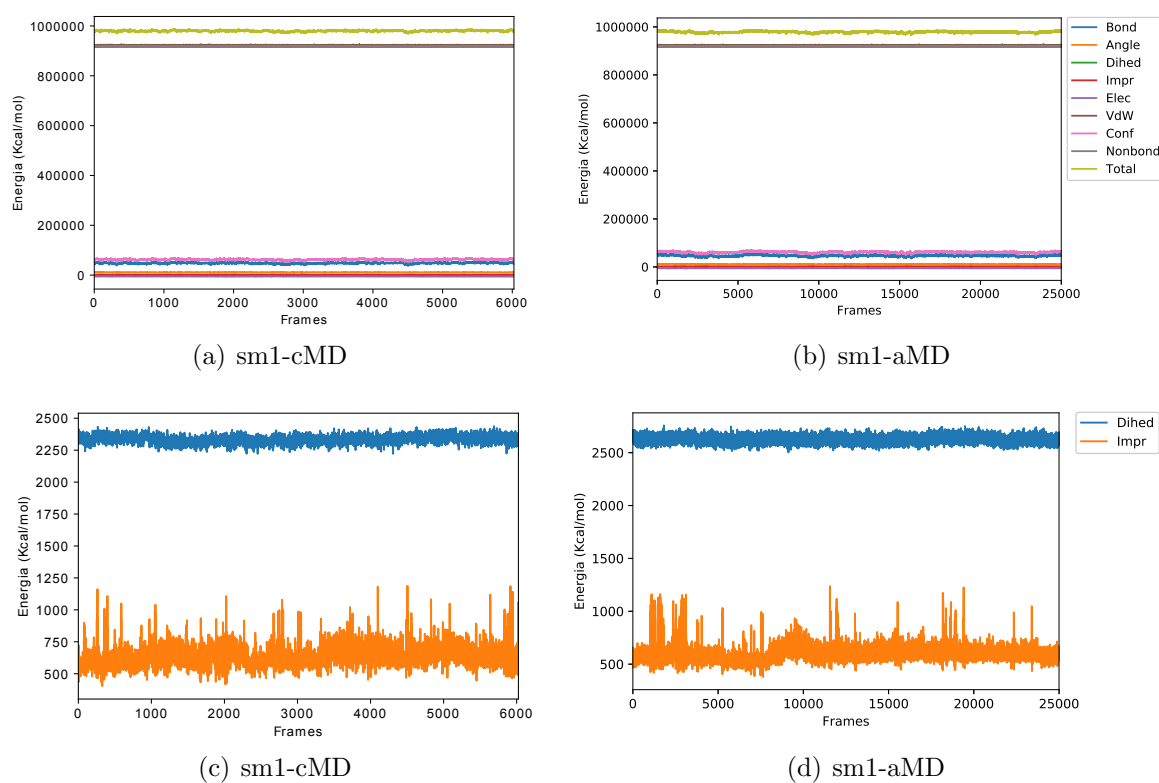 1000000
800000
600000
400000
200000
0
Energia (Kcal/mol)
0 1000 2000 3000 4000 5000 6000
Frames
(a) sm1-cMD
1000000
800000
600000
400000
200000
0
Energia (Kcal/mol)
0 5000 10000 15000 20000 25000
Frames
(b) sm1-aMD
Bond
Angle
Dihed
Impr
Elec
VdW
Conf
Nonbond
Total
2500
2250
2000
1750
1500
1250
1000
750
500
Energia (Kcal/mol)
0 1000 2000 3000 4000 5000 6000
Frames
(c) sm1-cMD
2500
2000
1500
1000
500
Energia (Kcal/mol)
0 5000 10000 15000 20000 25000
Frames
(d) sm1-aMD
Dihed
Impr